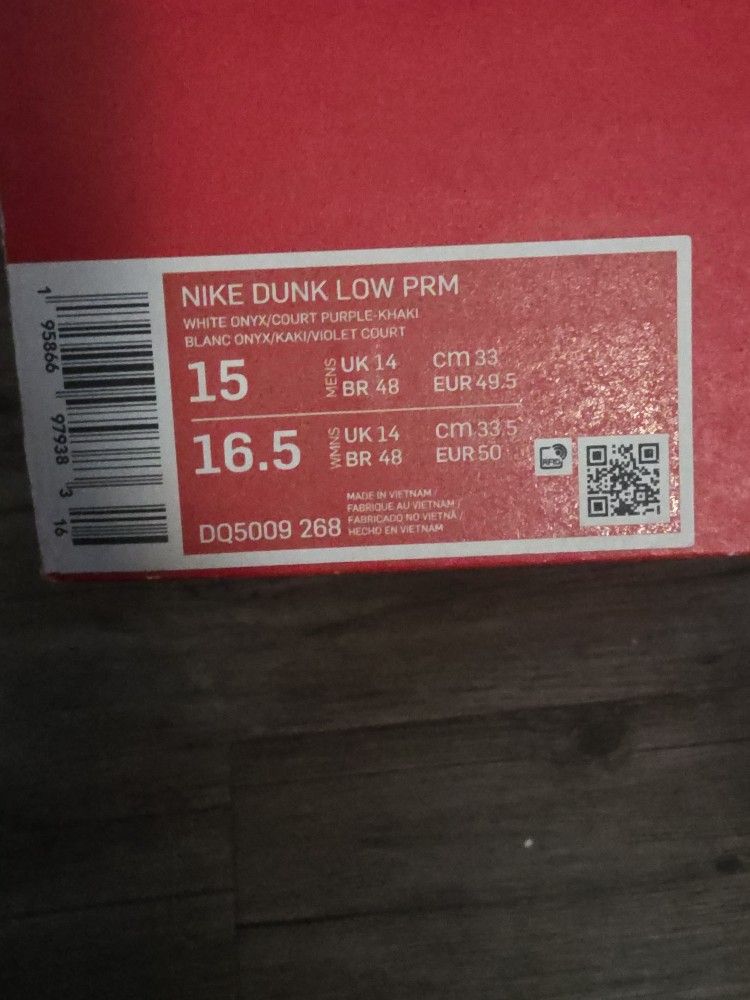 NIKE DUNK LOW PRM
WHITE ONYX/COURT PURPLE-KHAKI
BLANC ONYX/KAKI/VIOLET COURT
15 MENS UK 14 cm 33
BR 48 EUR 49.5
16.5 WMNS UK 14 cm 33.5
BR 48 EUR 50
RFID
DQ5009 268
MADE IN VIETNAM /
FABRIQUE AU VIETNAM /
FABRICADO NO VIETNÃ /
HECHO EN VIETNAM
1 95866 97938 3 16